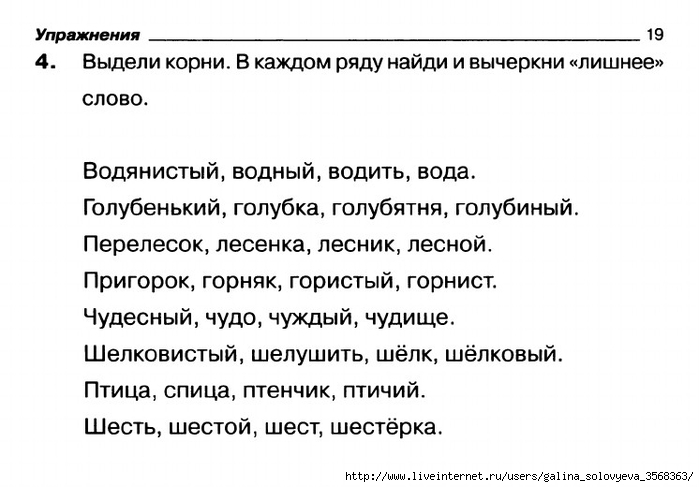 Упражнения 19
4. Выдели корни. В каждом ряду найди и вычеркни «лишнее»
слово.
Водянистый, водный, водить, вода.
Голубенький, голубка, голубятня, голубиный.
Перелесок, лесенка, лесник, лесной.
Пригорок, горняк, гористый, горнист.
Чудесный, чудо, чуждый, чудище.
Шелковистый, шелушить, шёлк, шёлковый.
Птица, спица, птенчик, птичий.
Шесть, шестой, шест, шестёрка.
http://www.liveinternet.ru/users/galina_solovyeva_3568363/